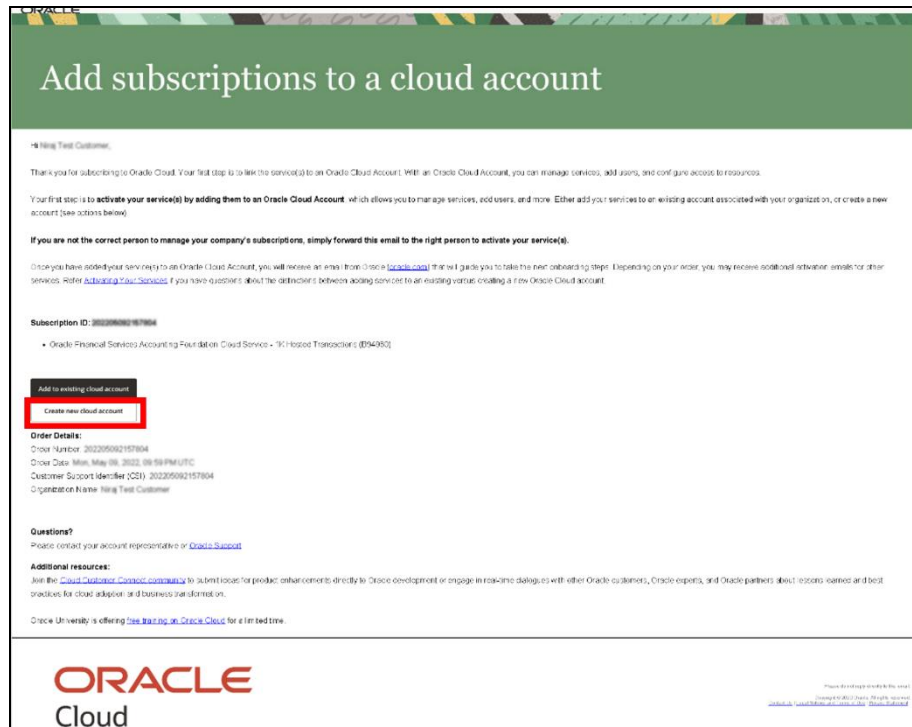 ORACLE
Add subscriptions to a cloud account
Hi Niraj Test Customer,
Thank you for subscribing to Oracle Cloud. Your first step is to link the service(s) to an Oracle Cloud Account. With an Oracle Cloud Account, you can manage services, add users, and configure access to resources.
Your first step is to activate your service(s) by adding them to an Oracle Cloud Account, which allows you to manage services, add users, and more. Either add your services to an existing account associated with your organization, or create a new
account (see options below)
If you are not the correct person to manage your company's subscriptions, simply forward this email to the right person to activate your service(s).
Once you have added your service(s) to an Oracle Cloud Account, you will receive an email from Oracle (oracle.com) that will guide you to take the next onboarding steps. Depending on your order, you may receive additional activation emails for other
services. Refer Activating Your Services if you have questions about the distinctions between adding services to an existing versus creating a new Oracle Cloud account
Subscription ID: 202205092157804
• Oracle Financial Services Accounting Foundation Cloud Service - 1K Hosted Transactions
Add to existing cloud account
Create new cloud account
Order Details:
Order Number: 202205092157804
Order Date: Mon, May 09, 2022, 09:59 PM UTC
Customer Support Identifier (CSI): 202205092157804
Organization Name: Niraj Test Customer
Questions?
Please contact your account representative or Oracle Support
Additional resources:
Join the Cloud Customer Connect community to submit ideas for product enhancements directly to Oracle development or engage in real-time dialogues with other Oracle customers, Oracle experts, and Oracle partners about lessons learned and best
practices for cloud adoption and business transformation.
Oracle University is offering free training on Oracle Cloud for a limited time.
ORACLE
Cloud
Please do not reply directly to this email.